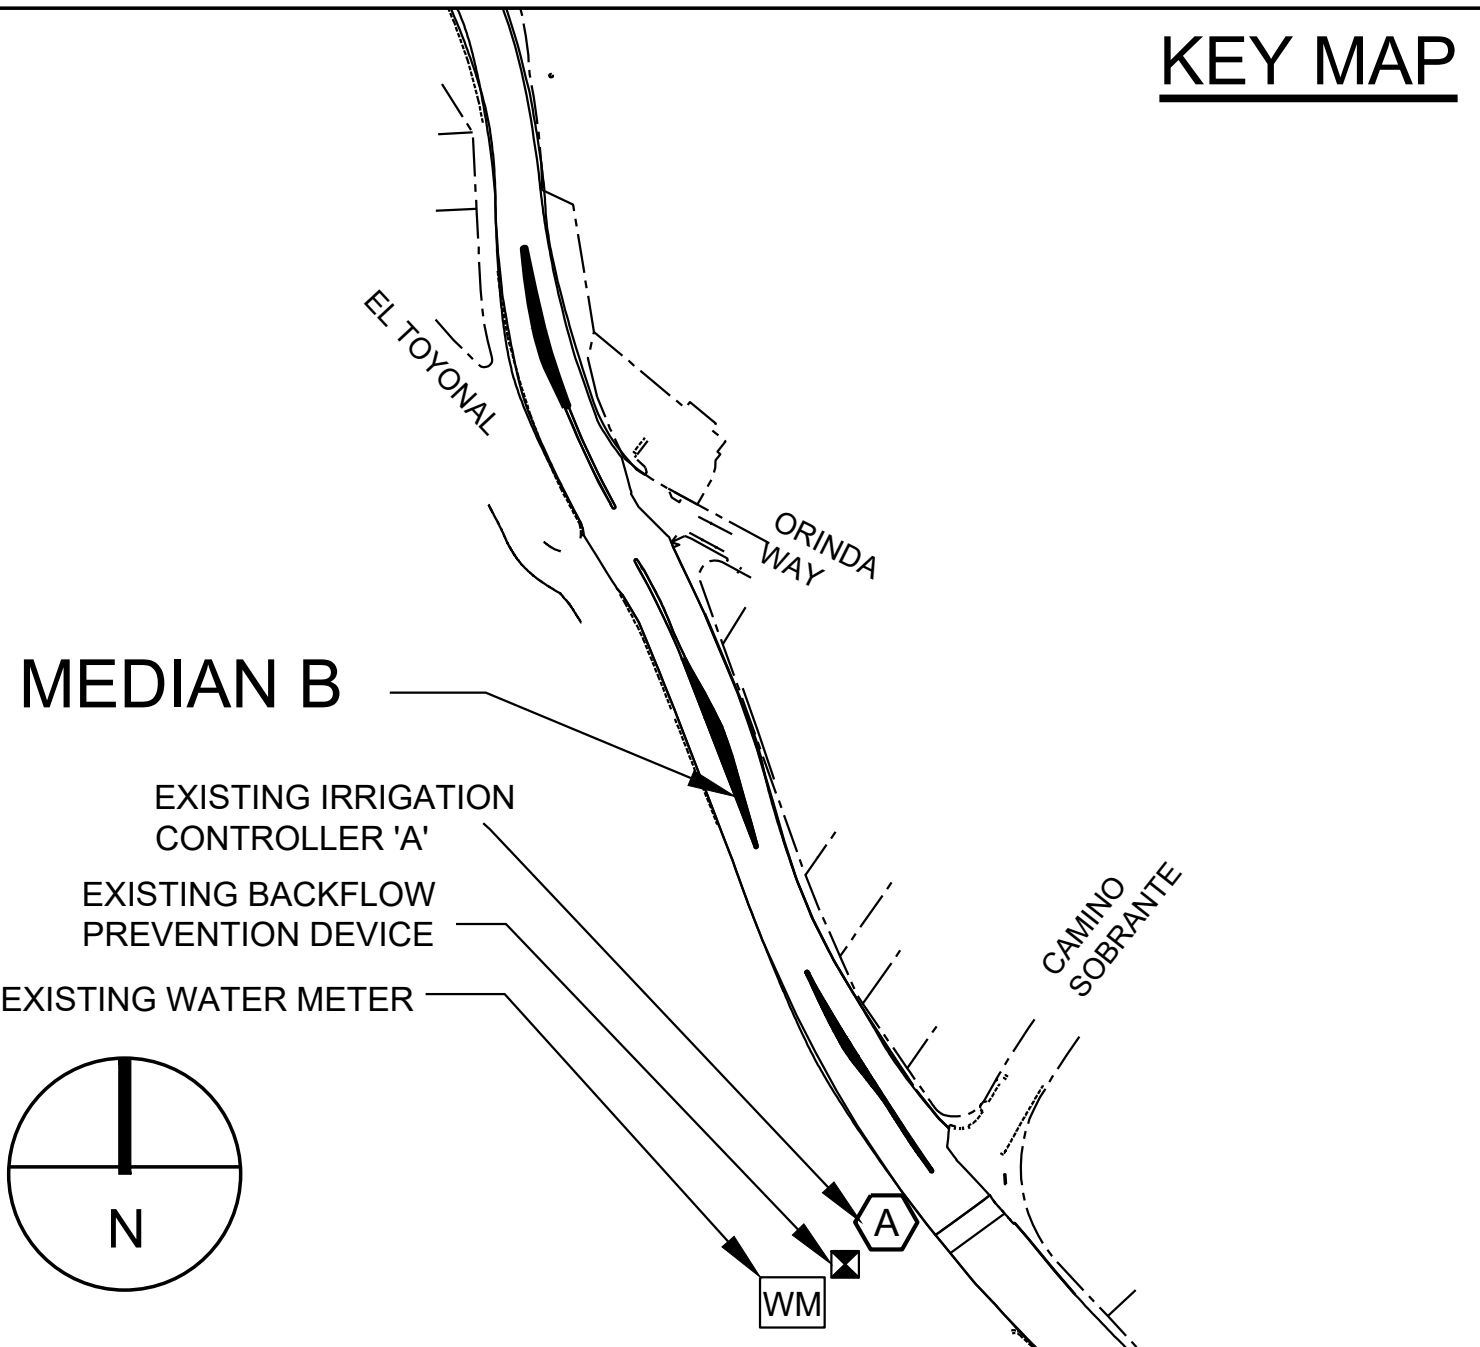 KEY MAP
EL TOYONAL
ORINDA
WAY
MEDIAN B
EXISTING IRRIGATION
CONTROLLER 'A'
EXISTING BACKFLOW
PREVENTION DEVICE
EXISTING WATER METER
CAMINO
SOBRANTE
N
A
WM